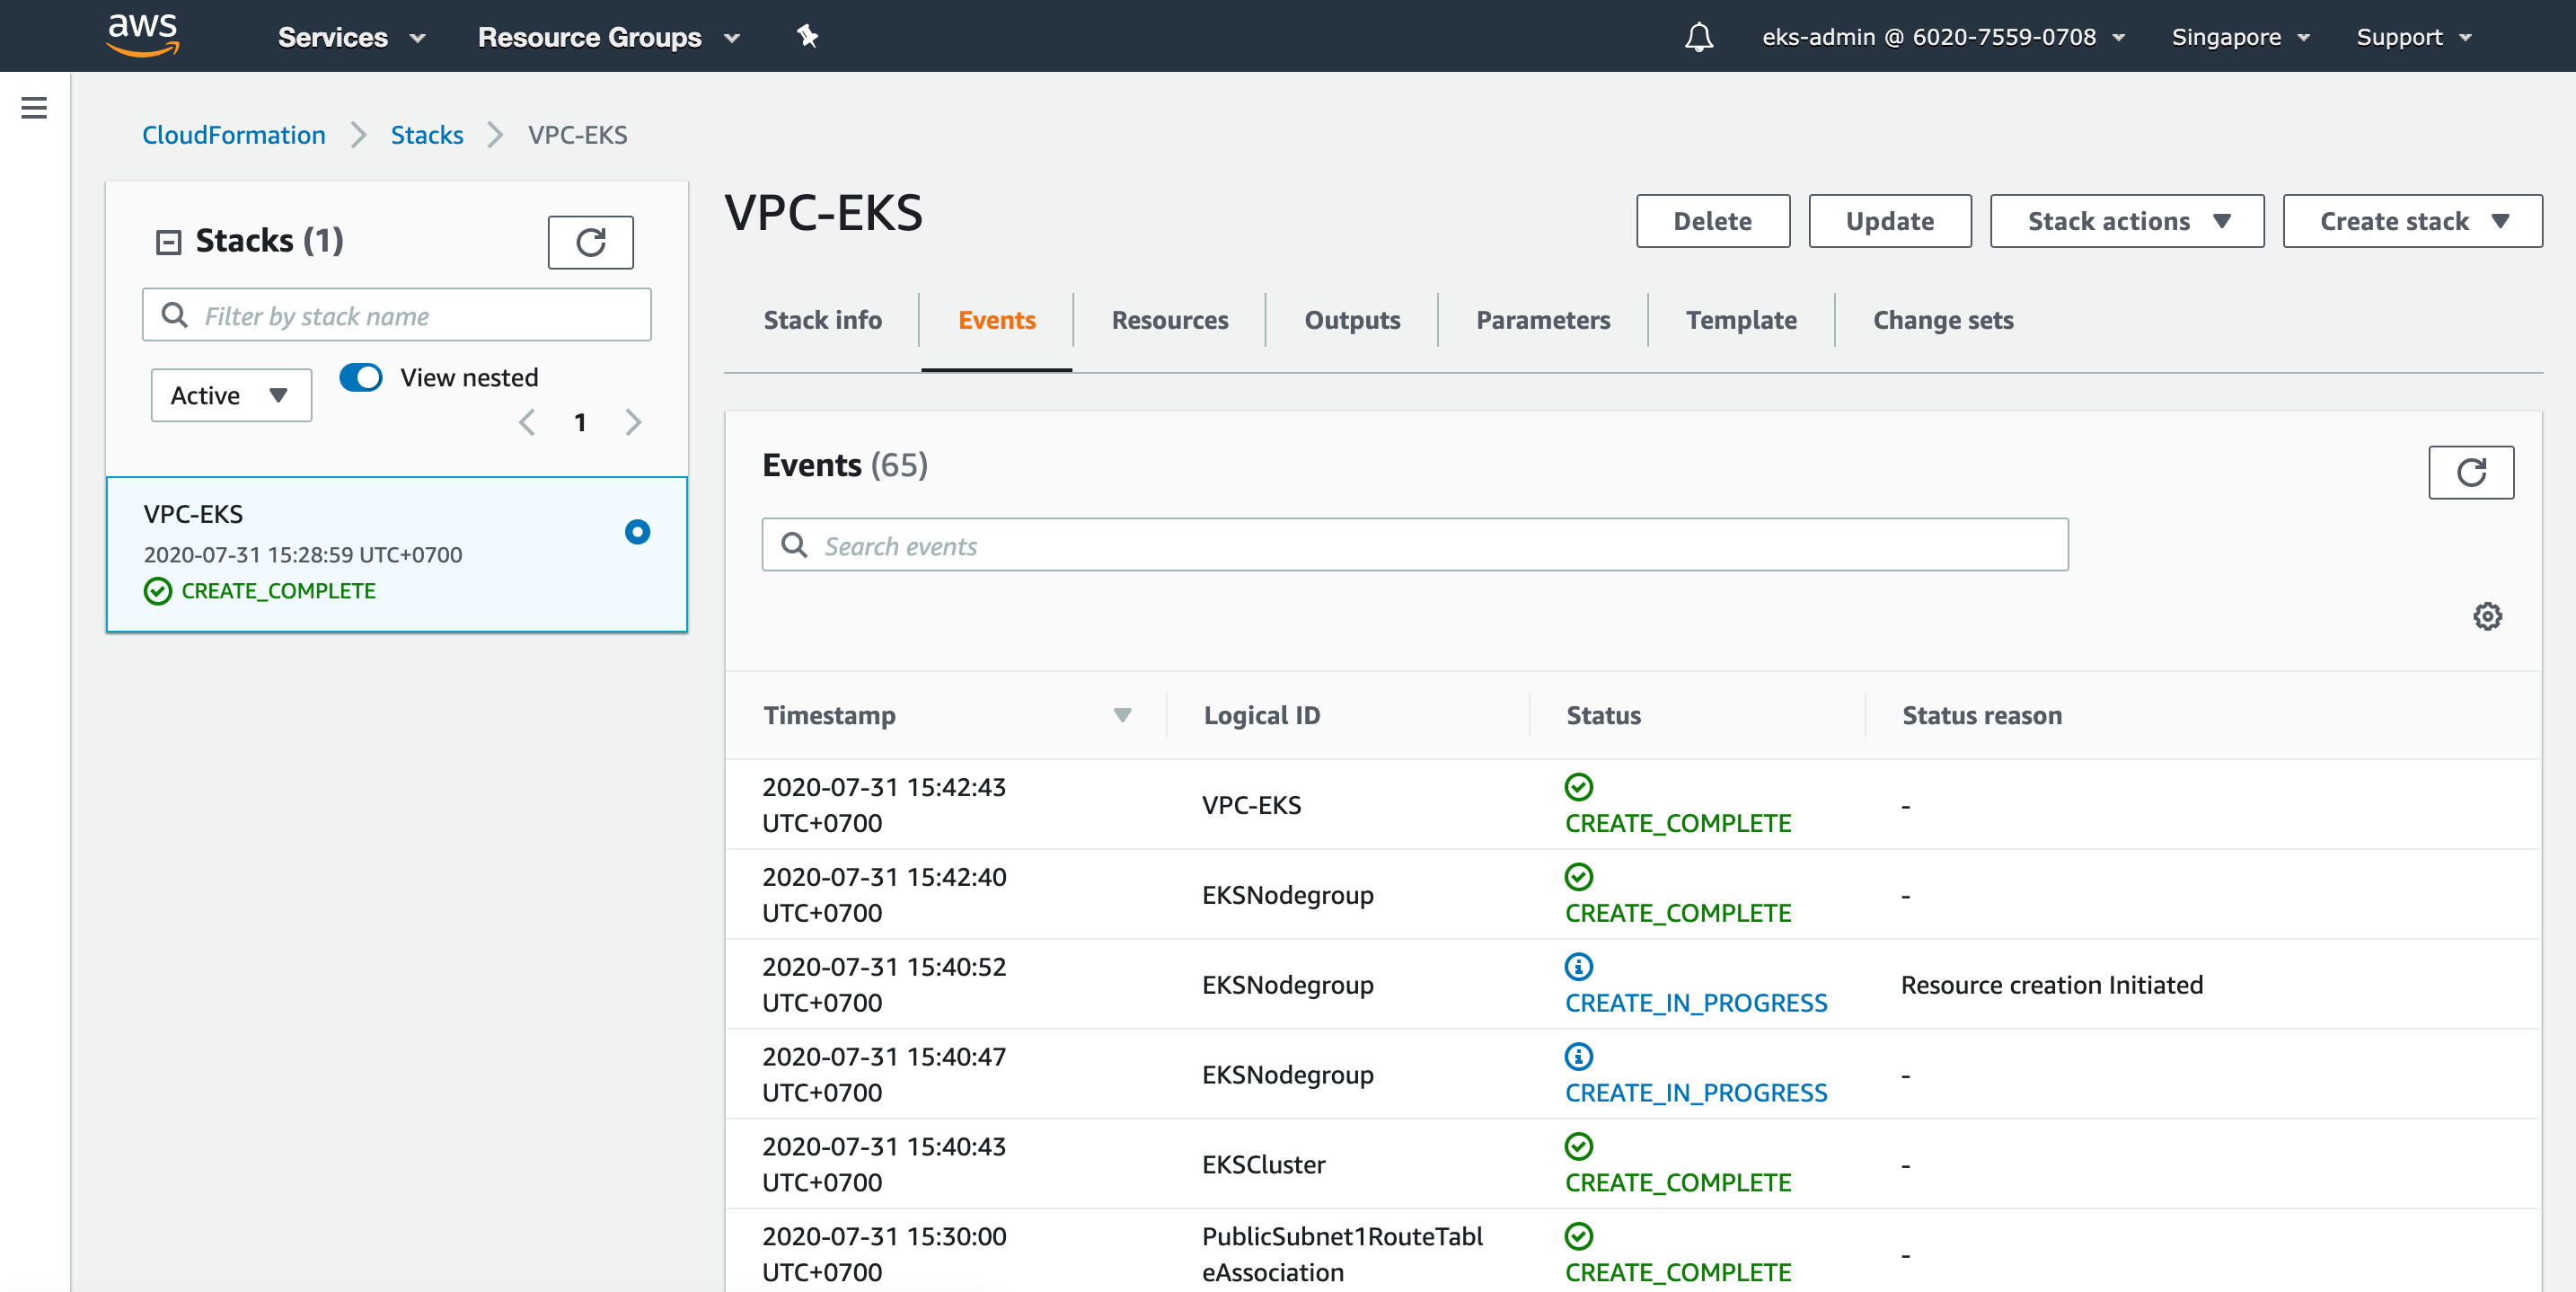 aws Services Resource Groups eks-admin @ 6020-7559-0708 Singapore Support
CloudFormation Stacks VPC-EKS
Stacks (1)
Filter by stack name
Active
View nested
1
VPC-EKS
2020-07-31 15:28:59 UTC+0700
CREATE_COMPLETE
VPC-EKS
Delete Update Stack actions Create stack
Stack info Events Resources Outputs Parameters Template Change sets
Events (65)
Search events
Timestamp Logical ID Status Status reason
2020-07-31 15:42:43
UTC+0700
VPC-EKS
CREATE_COMPLETE
-
2020-07-31 15:42:40
UTC+0700
EKSNodegroup
CREATE_COMPLETE
-
2020-07-31 15:40:52
UTC+0700
EKSNodegroup
CREATE_IN_PROGRESS
Resource creation Initiated
2020-07-31 15:40:47
UTC+0700
EKSNodegroup
CREATE_IN_PROGRESS
-
2020-07-31 15:40:43
UTC+0700
EKSCluster
CREATE_COMPLETE
-
2020-07-31 15:30:00
UTC+0700
PublicSubnet1RouteTabl
eAssociation
CREATE_COMPLETE
-